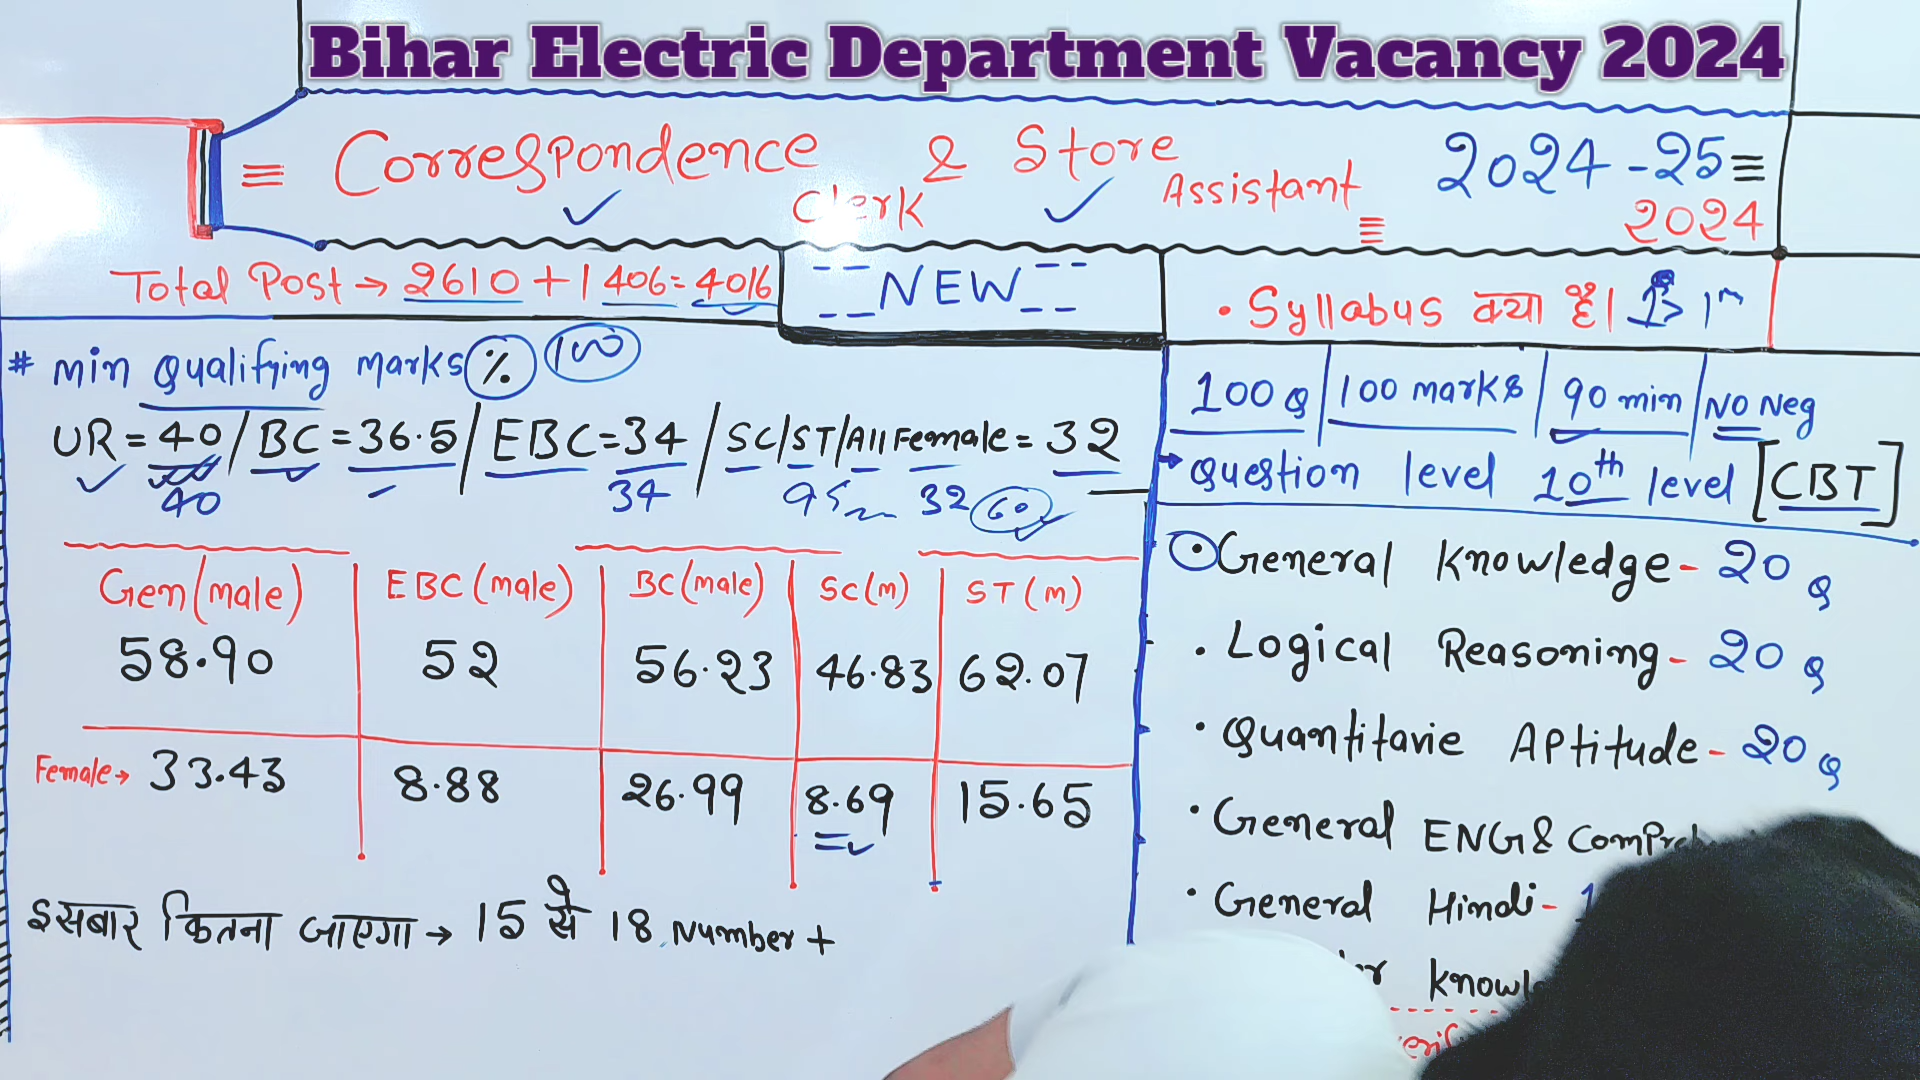 Bihar Electric Department Vacancy 2024
≡ Correspondence Clerk & Store Assistant ≡ 2024-25 ≡
2024
Total Post → 2610 + 1406 = 4016
NEW
• Syllabus क्या है।
# min qualifying marks % 100
UR = 40 / BC = 36.5 / EBC = 34 / SC/ST/All Female = 32
40 34 95 32 60
100 Q | 100 marks | 90 min | NO Neg
→ Question level 10th level [CBT]
Gen(male) EBC(male) BC(male) SC(m) ST(m)
58.90 52 56.23 46.83 62.07
Female → 33.43 8.88 26.99 8.69 15.65
इसबार कितना जाएगा → 15 से 18 Number +
• General Knowledge - 20 Q
• Logical Reasoning - 20 Q
• Quantitavie Aptitude - 20 Q
• General ENG &
• General Hindi -